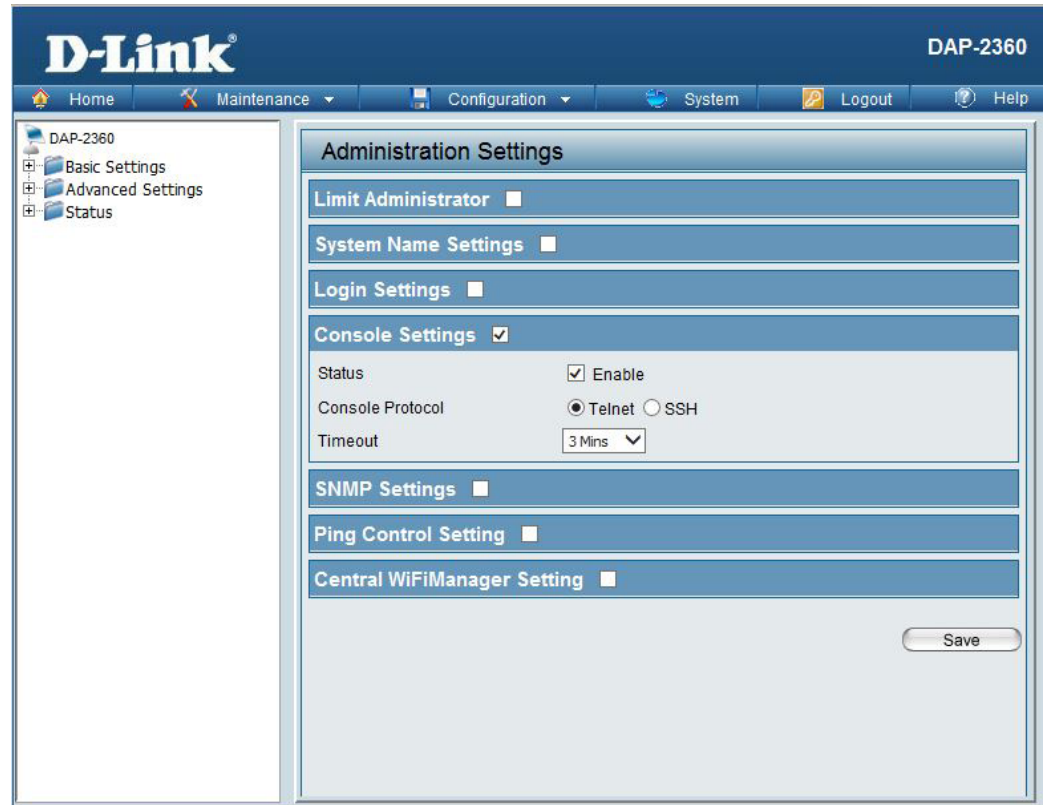 D-Link®
DAP-2360
Home Maintenance Configuration System Logout Help
DAP-2360
Basic Settings
Advanced Settings
Status
Administration Settings
Limit Administrator
System Name Settings
Login Settings
Console Settings
Status Enable
Console Protocol Telnet SSH
Timeout 3 Mins
SNMP Settings
Ping Control Setting
Central WiFiManager Setting
Save